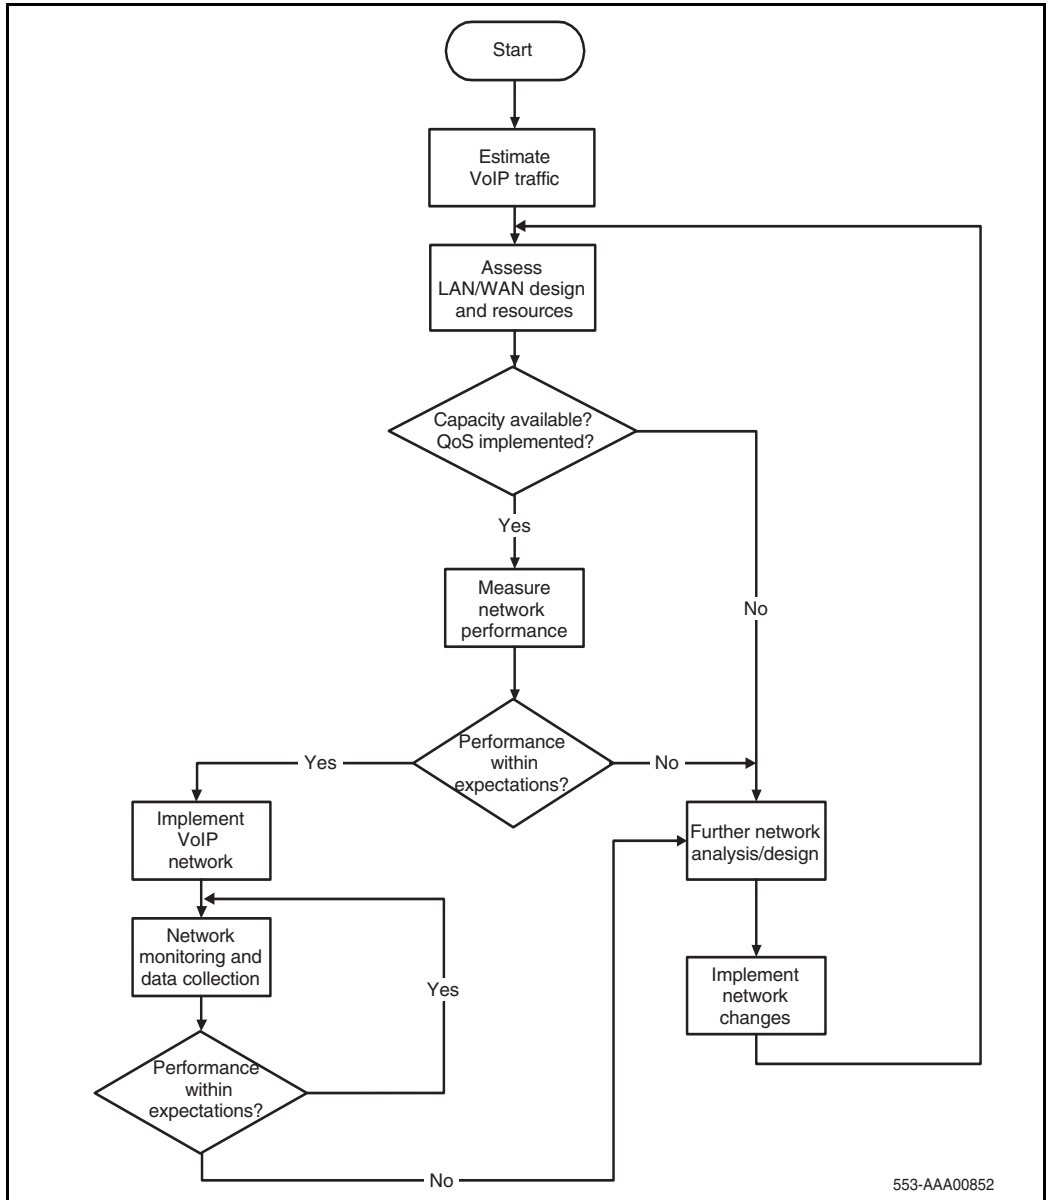 Start
Estimate
VoIP traffic
Assess
LAN/WAN design
and resources
Capacity available?
QoS implemented?
Yes
Measure
network
performance
No
Performance
within
expectations?
Yes
No
Implement
VoIP
network
Further network
analysis/design
Network
monitoring and
data collection
Yes
Implement
network
changes
Performance
within
expectations?
No
553-AAA00852